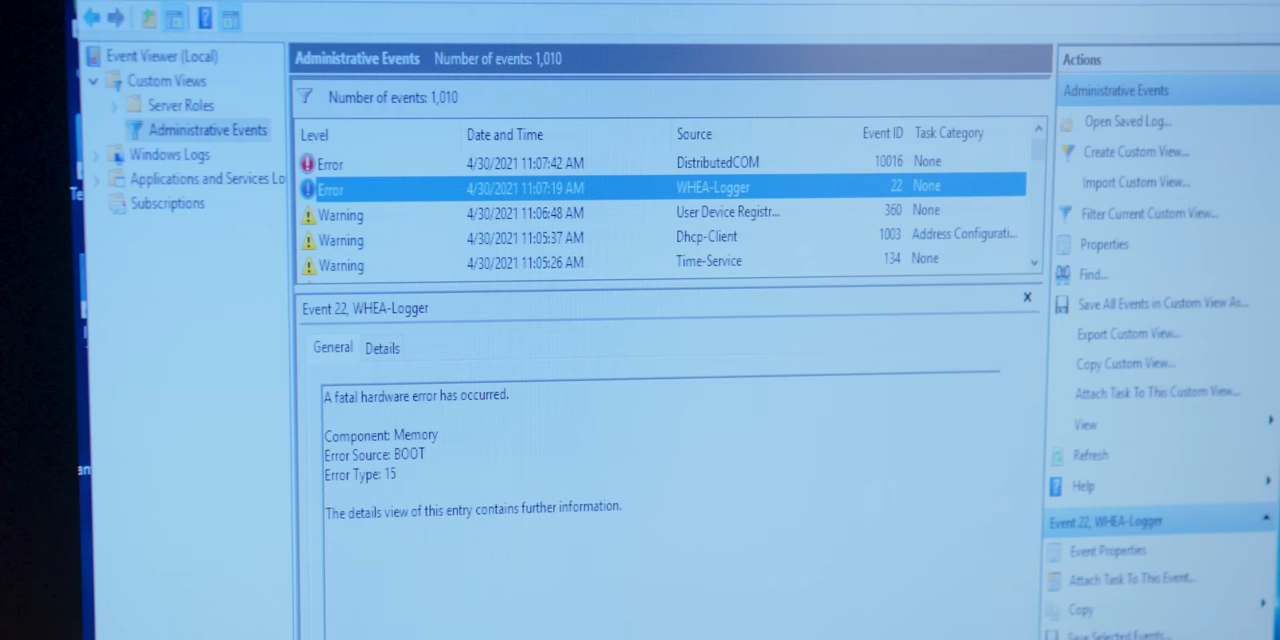 Event Viewer (Local)
Custom Views
Server Roles
Administrative Events
Windows Logs
Applications and Services Lo
Subscriptions
Administrative Events Number of events: 1,010
Number of events: 1,010
Level Date and Time Source Event ID Task Category
Error 4/30/2021 11:07:42 AM DistributedCOM 10016 None
Error 4/30/2021 11:07:19 AM WHEA-Logger 22 None
Warning 4/30/2021 11:06:48 AM User Device Registr... 360 None
Warning 4/30/2021 11:05:37 AM Dhcp-Client 1003 Address Configurati...
Warning 4/30/2021 11:05:26 AM Time-Service 134 None
Event 22, WHEA-Logger
General Details
A fatal hardware error has occurred.
Component: Memory
Error Source: BOOT
Error Type: 15
The details view of this entry contains further information.
Actions
Administrative Events
Open Saved Log...
Create Custom View...
Import Custom View...
Filter Current Custom View...
Properties
Find...
Save All Events in Custom View As...
Export Custom View...
Copy Custom View...
Attach Task To This Custom View...
View
Refresh
Help
Event 22, WHEA-Logger
Event Properties
Attach Task To This Event...
Copy
Save Selected Events...